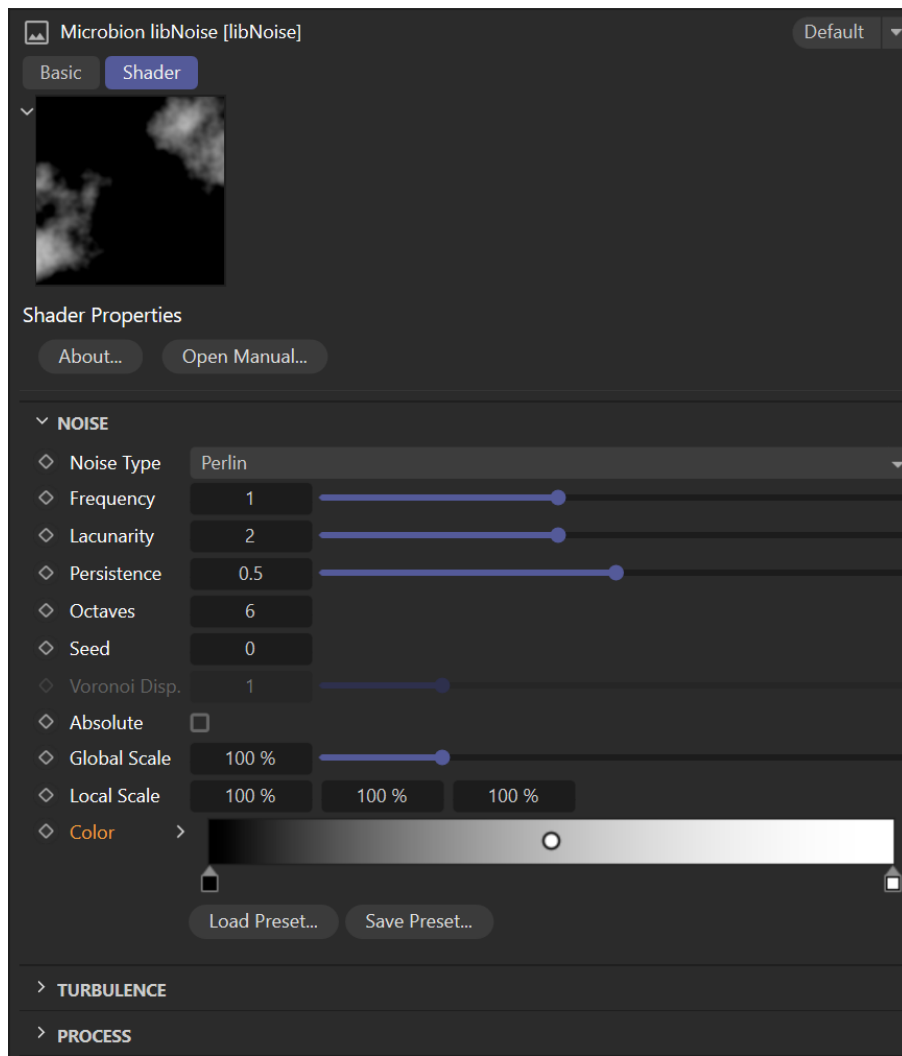 Microbion libNoise [libNoise] Default
Basic Shader
Shader Properties
About... Open Manual...
NOISE
Noise Type Perlin
Frequency 1
Lacunarity 2
Persistence 0.5
Octaves 6
Seed 0
Voronoi Disp. 1
Absolute
Global Scale 100 %
Local Scale 100 % 100 % 100 %
Color
Load Preset... Save Preset...
TURBULENCE
PROCESS